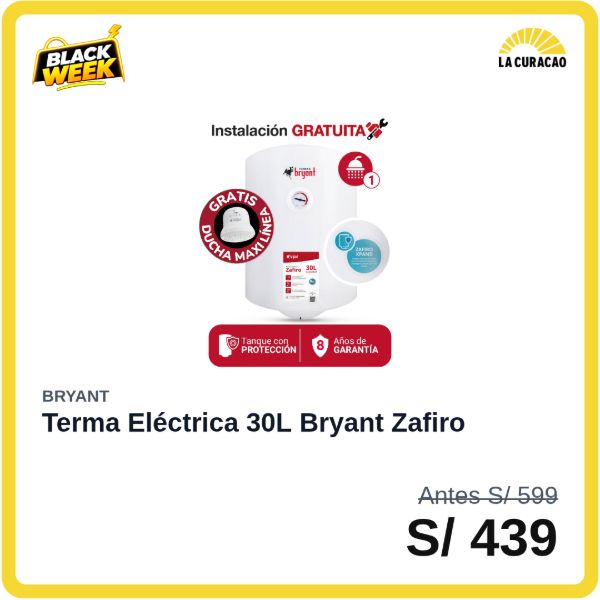 BLACK
WEEK
LA CURACAO
Instalación GRATUITA
bryant
1
GRATIS
DUCHA MAXI LÍNEA
ZAFIRO
XPAND
Zafiro
30L
Tanque con
PROTECCIÓN
8
Años de
GARANTÍA
BRYANT
Terma Eléctrica 30L Bryant Zafiro
Antes S/ 599
S/ 439